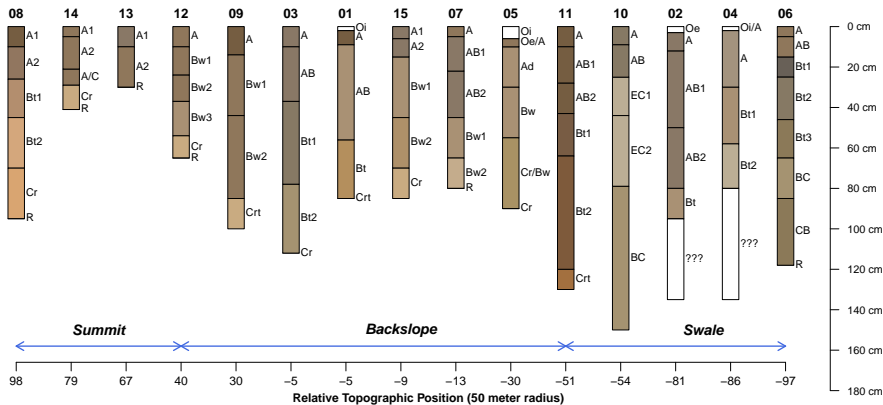 08 14 13 12 09 03 01 15 07 05 11 10 02 04 06
A1
A2
Bt1
Bt2
Cr
R
A1
A2
A/C
Cr
R
A1
A2
R
A
Bw1
Bw2
Bw3
Cr
R
A
Bw1
Bw2
Crt
A
AB
Bt1
Bt2
Cr
Oi
A
AB
Bt
Crt
A1
A2
Bw1
Bw2
Cr
A
AB1
AB2
Bw1
Bw2
R
Oi
Oe/A
Ad
Bw
Cr/Bw
Cr
A
AB1
AB2
Bt1
Bt2
Crt
A
AB
EC1
EC2
BC
Oe
A
AB1
AB2
Bt
???
Oi/A
A
Bt1
Bt2
???
A
AB
Bt1
Bt2
Bt3
BC
CB
R
0 cm
20 cm
40 cm
60 cm
80 cm
100 cm
120 cm
140 cm
160 cm
180 cm
Summit Backslope Swale
98 79 67 40 30 −5 −5 −9 −13 −30 −51 −54 −81 −86 −97
Relative Topographic Position (50 meter radius)